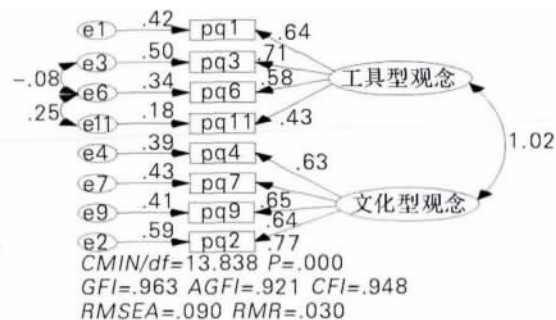 e1 .42 pq1 .64
e3 .50 pq3 .71
-.08
e6 .34 pq6 .58 工具型观念
.25
e11 .18 pq11 .43
1.02
e4 .39 pq4 .63
e7 .43 pq7
e9 .41 pq9 .65 文化型观念
.64
e2 .59 pq2 .77
CMIN/df=13.838 P=.000
GFI=.963 AGFI=.921 CFI=.948
RMSEA=.090 RMR=.030